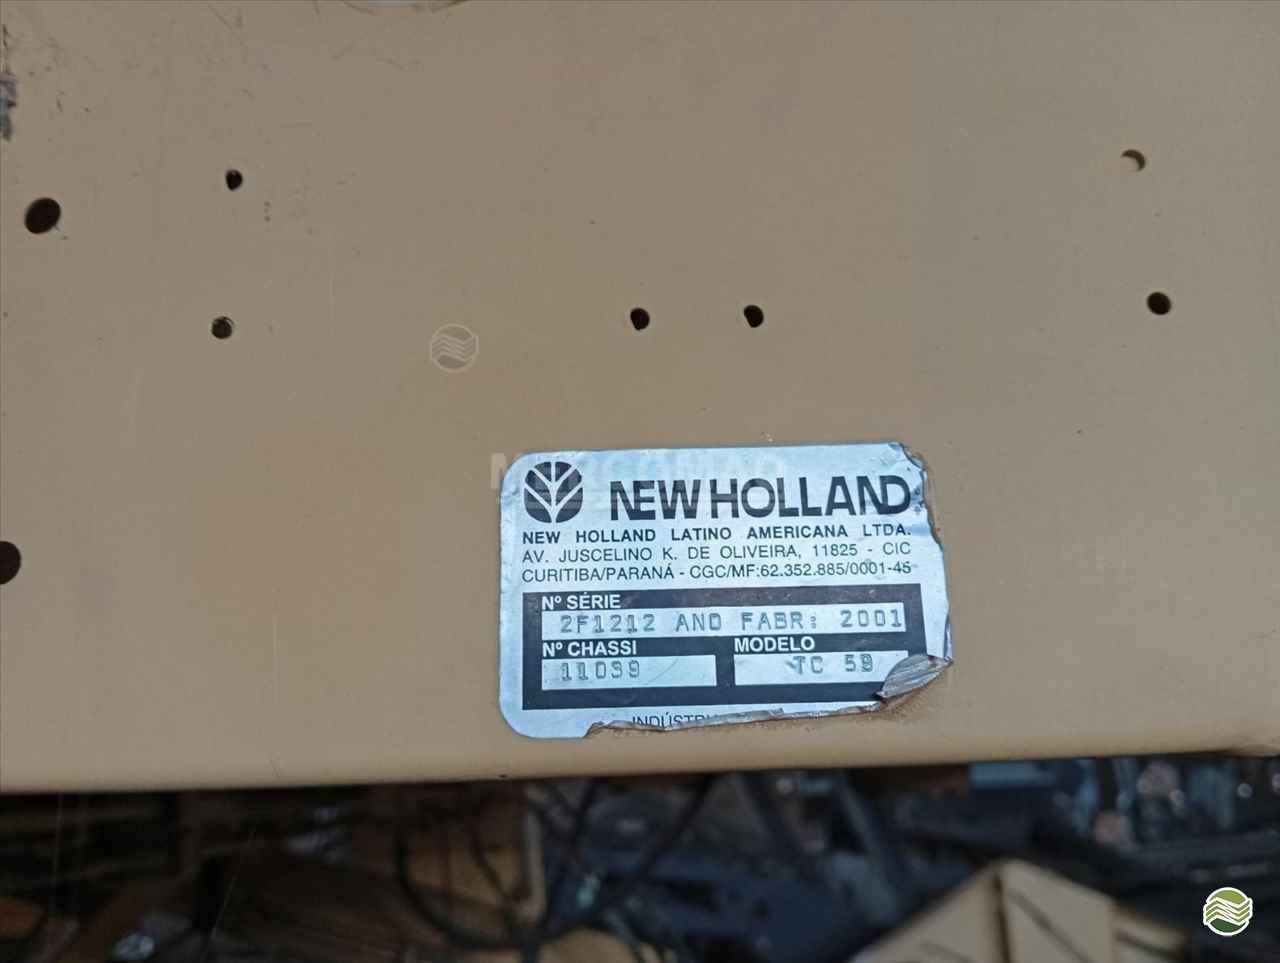 MERCOMAQ
NEW HOLLAND
NEW HOLLAND LATINO AMERICANA LTDA.
AV. JUSCELINO K. DE OLIVEIRA, 11825 - CIC
CURITIBA/PARANÁ - CGC/MF:62.352.885/0001-45
Nº SÉRIE
2F1212 ANO FABR: 2001
Nº CHASSI MODELO
11039 TC 59